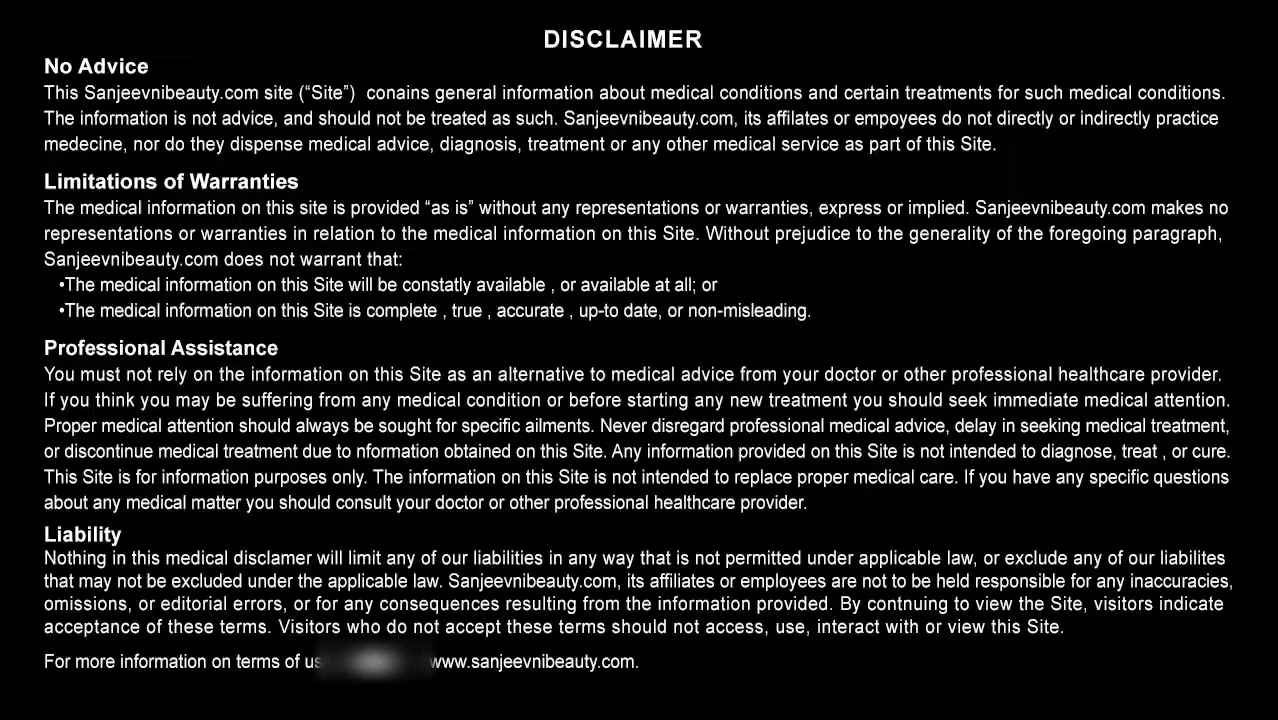 DISCLAIMER
No Advice
This Sanjeevnibeauty.com site (“Site”) conains general information about medical conditions and certain treatments for such medical conditions.
The information is not advice, and should not be treated as such. Sanjeevnibeauty.com, its affilates or empoyees do not directly or indirectly practice
medecine, nor do they dispense medical advice, diagnosis, treatment or any other medical service as part of this Site.
Limitations of Warranties
The medical information on this site is provided “as is” without any representations or warranties, express or implied. Sanjeevnibeauty.com makes no
representations or warranties in relation to the medical information on this Site. Without prejudice to the generality of the foregoing paragraph,
Sanjeevnibeauty.com does not warrant that:
•The medical information on this Site will be constatly available , or available at all; or
•The medical information on this Site is complete , true , accurate , up-to date, or non-misleading.
Professional Assistance
You must not rely on the information on this Site as an alternative to medical advice from your doctor or other professional healthcare provider.
If you think you may be suffering from any medical condition or before starting any new treatment you should seek immediate medical attention.
Proper medical attention should always be sought for specific ailments. Never disregard professional medical advice, delay in seeking medical treatment,
or discontinue medical treatment due to nformation obtained on this Site. Any information provided on this Site is not intended to diagnose, treat , or cure.
This Site is for information purposes only. The information on this Site is not intended to replace proper medical care. If you have any specific questions
about any medical matter you should consult your doctor or other professional healthcare provider.
Liability
Nothing in this medical disclamer will limit any of our liabilities in any way that is not permitted under applicable law, or exclude any of our liabilites
that may not be excluded under the applicable law. Sanjeevnibeauty.com, its affiliates or employees are not to be held responsible for any inaccuracies,
omissions, or editorial errors, or for any consequences resulting from the information provided. By contnuing to view the Site, visitors indicate
acceptance of these terms. Visitors who do not accept these terms should not access, use, interact with or view this Site.
For more information on terms of www.sanjeevnibeauty.com.